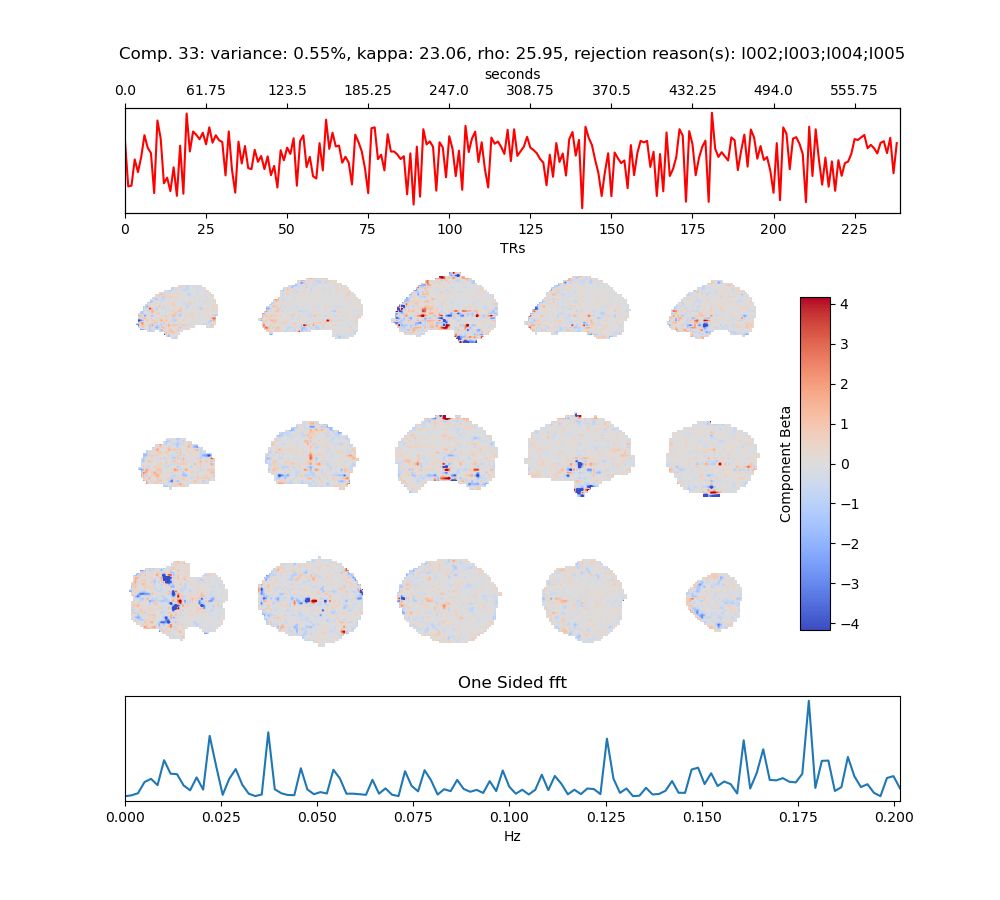 Comp. 33: variance: 0.55%, kappa: 23.06, rho: 25.95, rejection reason(s): I002;I003;I004;I005
seconds
0.0 61.75 123.5 185.25 247.0 308.75 370.5 432.25 494.0 555.75
0 25 50 75 100 125 150 175 200 225
TRs
4
3
2
1
0
−1
−2
−3
−4
Component Beta
One Sided fft
0.000 0.025 0.050 0.075 0.100 0.125 0.150 0.175 0.200
Hz